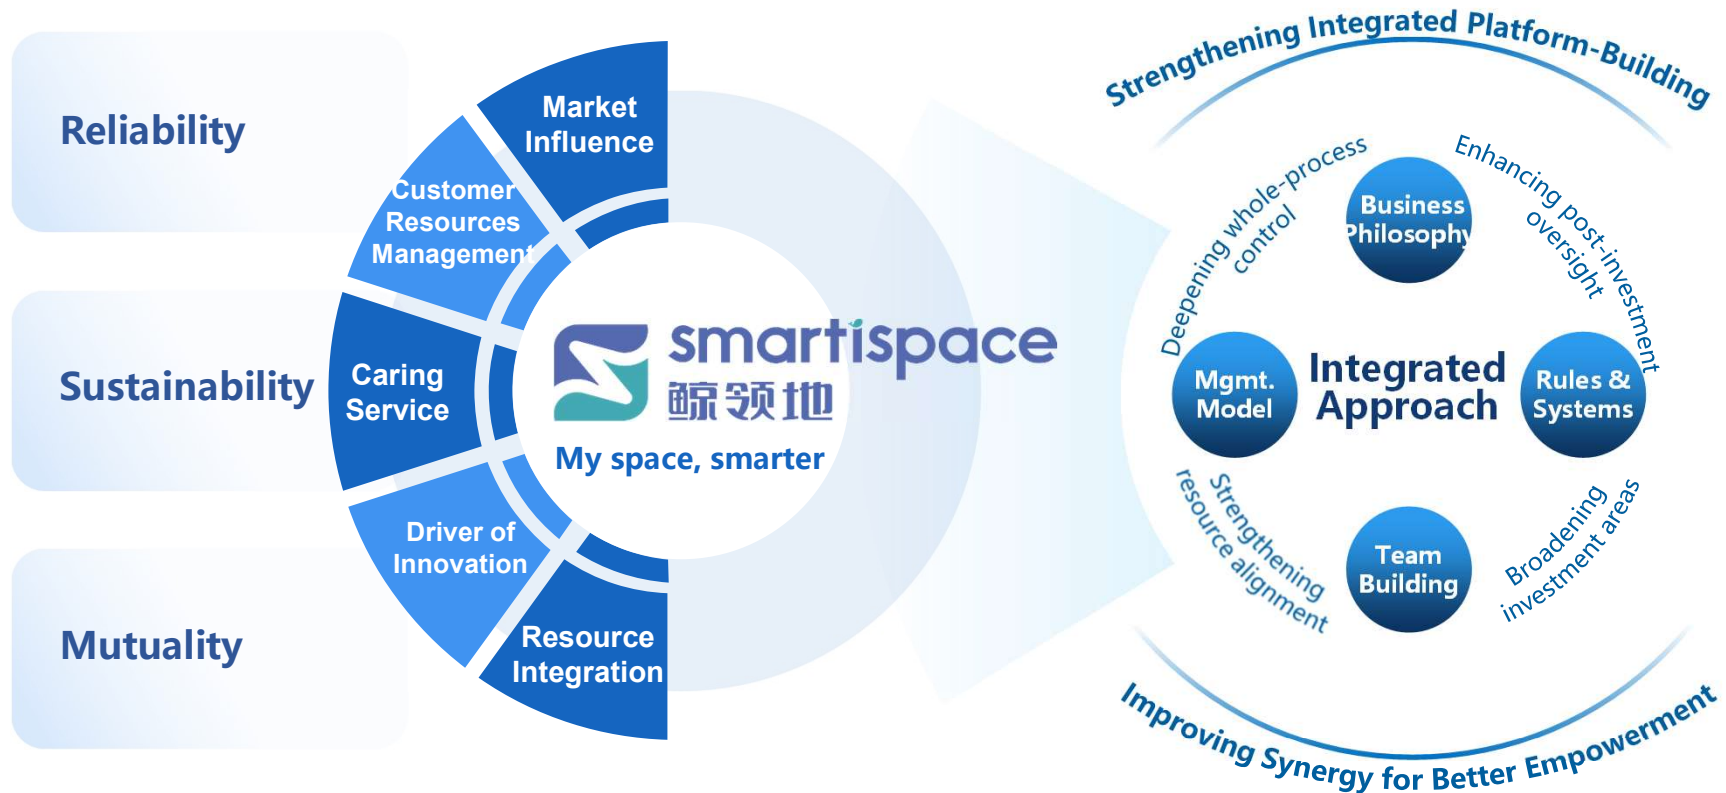 Reliability
Sustainability
Mutuality
Market
Influence
Customer
Resources
Management
Caring
Service
Driver of
Innovation
Resource
Integration
smartispace
鲸领地
My space, smarter
Strengthening Integrated Platform-Building
Deepening whole-process
control
Enhancing post-investment
oversight
Business
Philosophy
Mgmt.
Model
Integrated
Approach
Rules &
Systems
Strengthening
resource alignment
Team
Building
Broadening
investment areas
Improving Synergy for Better Empowerment